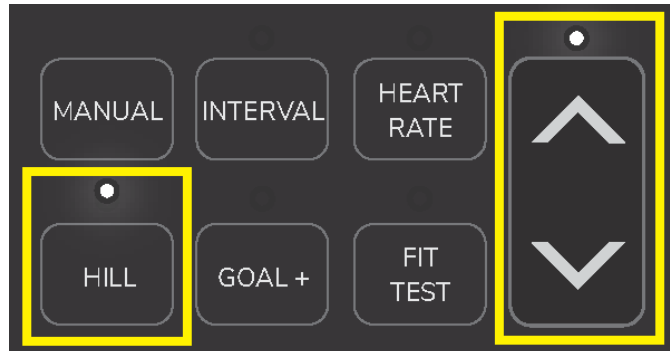 MANUAL
INTERVAL
HEART
RATE
HILL
GOAL +
FIT
TEST